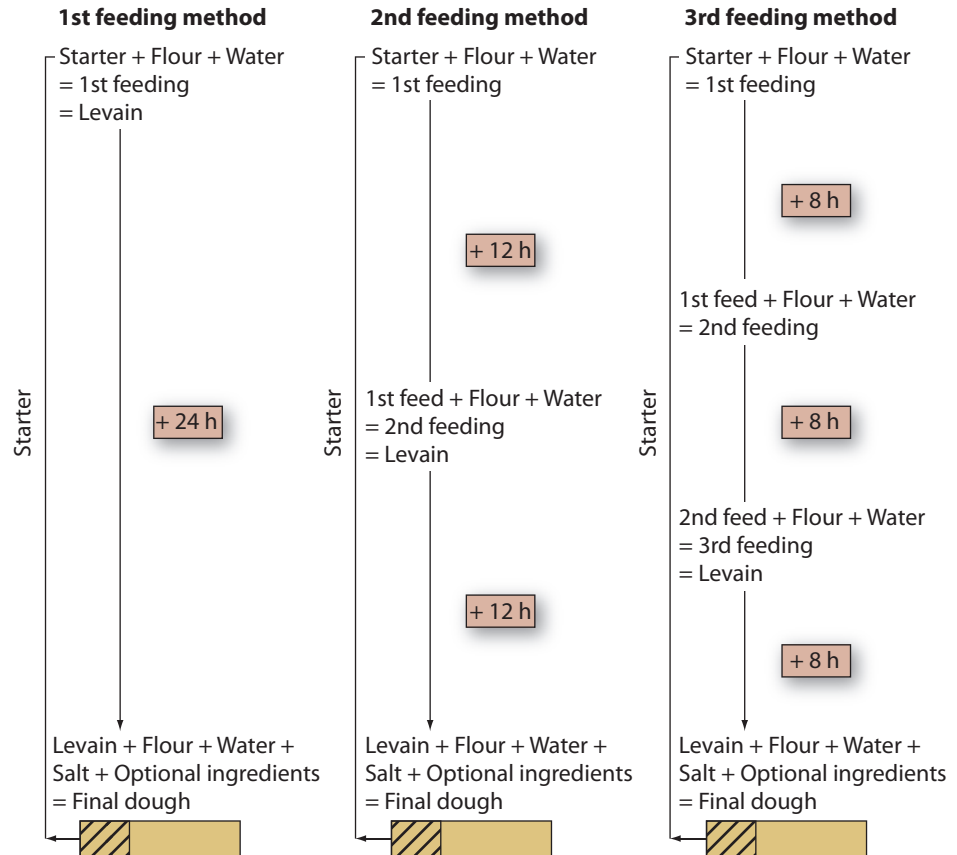 1st feeding method
Starter + Flour + Water
= 1st feeding
= Levain
+ 24 h
Starter
Levain + Flour + Water +
Salt + Optional ingredients
= Final dough
2nd feeding method
Starter + Flour + Water
= 1st feeding
+ 12 h
1st feed + Flour + Water
= 2nd feeding
= Levain
Starter
+ 12 h
Levain + Flour + Water +
Salt + Optional ingredients
= Final dough
3rd feeding method
Starter + Flour + Water
= 1st feeding
+ 8 h
1st feed + Flour + Water
= 2nd feeding
+ 8 h
Starter
2nd feed + Flour + Water
= 3rd feeding
= Levain
+ 8 h
Levain + Flour + Water +
Salt + Optional ingredients
= Final dough